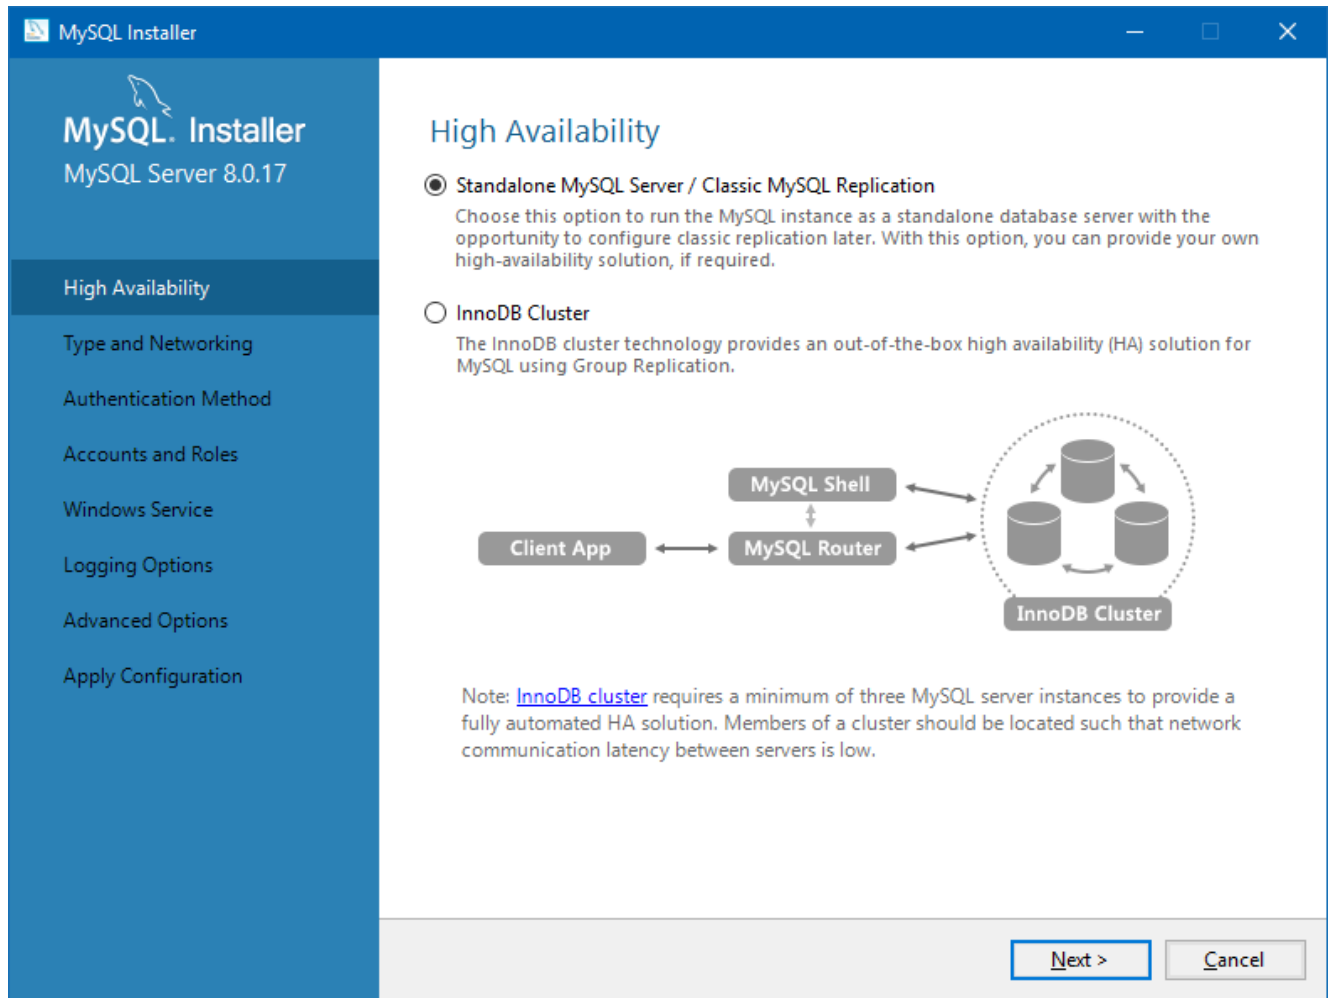 MySQL Installer
MySQL. Installer
MySQL Server 8.0.17
High Availability
Type and Networking
Authentication Method
Accounts and Roles
Windows Service
Logging Options
Advanced Options
Apply Configuration
High Availability
Standalone MySQL Server / Classic MySQL Replication
Choose this option to run the MySQL instance as a standalone database server with the
opportunity to configure classic replication later. With this option, you can provide your own
high-availability solution, if required.
InnoDB Cluster
The InnoDB cluster technology provides an out-of-the-box high availability (HA) solution for
MySQL using Group Replication.
MySQL Shell
Client App
MySQL Router
InnoDB Cluster
Note: InnoDB cluster requires a minimum of three MySQL server instances to provide a
fully automated HA solution. Members of a cluster should be located such that network
communication latency between servers is low.
Next >
Cancel